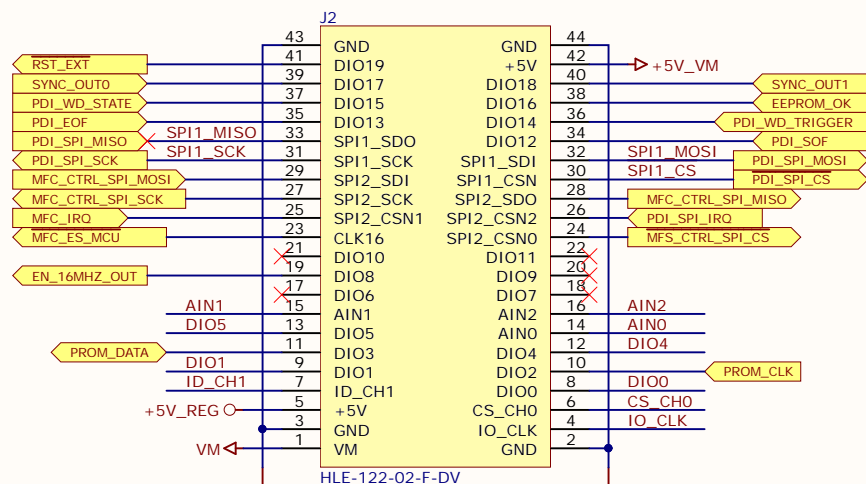 J2
43 GND GND 44
RST_EXT 41 DIO19 +5V 42 +5V_VM
SYNC_OUT0 39 DIO17 DIO18 40 SYNC_OUT1
PDI_WD_STATE 37 DIO15 DIO16 38 EEPROM_OK
PDI_EOF 35 DIO13 DIO14 36 PDI_WD_TRIGGER
PDI_SPI_MISO SPI1_MISO 33 SPI1_SDO DIO12 34 PDI_SOF
PDI_SPI_SCK SPI1_SCK 31 SPI1_SCK SPI1_SDI 32 SPI1_MOSI PDI_SPI_MOSI
MFC_CTRL_SPI_MOSI 29 SPI2_SDI SPI1_CSN 30 SPI1_CS PDI_SPI_CS
MFC_CTRL_SPI_SCK 27 SPI2_SCK SPI2_SDO 28 MFC_CTRL_SPI_MISO
MFC_IRQ 25 SPI2_CSN1 SPI2_CSN2 26 PDI_SPI_IRQ
MFC_ES_MCU 23 CLK16 SPI2_CSN0 24 MFS_CTRL_SPI_CS
21 DIO10 DIO11 22
EN_16MHZ_OUT 19 DIO8 DIO9 20
17 DIO6 DIO7 18
AIN1 15 AIN1 AIN2 16 AIN2
DIO5 13 DIO5 AIN0 14 AIN0
PROM_DATA 11 DIO3 DIO4 12 DIO4
DIO1 9 DIO1 DIO2 10 PROM_CLK
ID_CH1 7 ID_CH1 DIO0 8 DIO0
+5V_REG 5 +5V CS_CH0 6 CS_CH0
3 GND IO_CLK 4 IO_CLK
VM 1 VM GND 2
HLE-122-02-F-DV